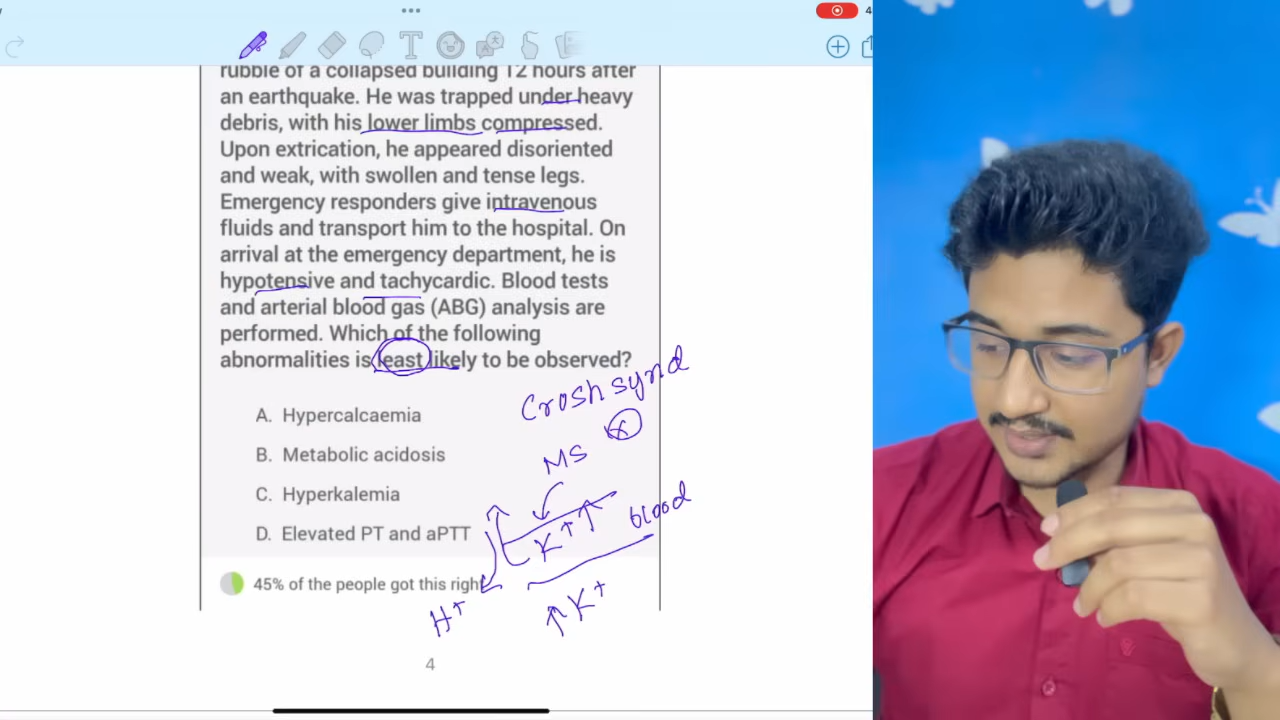 rubble of a collapsed building 12 hours after
an earthquake. He was trapped under heavy
debris, with his lower limbs compressed.
Upon extrication, he appeared disoriented
and weak, with swollen and tense legs.
Emergency responders give intravenous
fluids and transport him to the hospital. On
arrival at the emergency department, he is
hypotensive and tachycardic. Blood tests
and arterial blood gas (ABG) analysis are
performed. Which of the following
abnormalities is least likely to be observed?
Crosh synd
A. Hypercalcaemia
B. Metabolic acidosis
MS
C. Hyperkalemia
blood
K+ ↑
D. Elevated PT and aPTT
45% of the people got this right
H+
↑K+
4